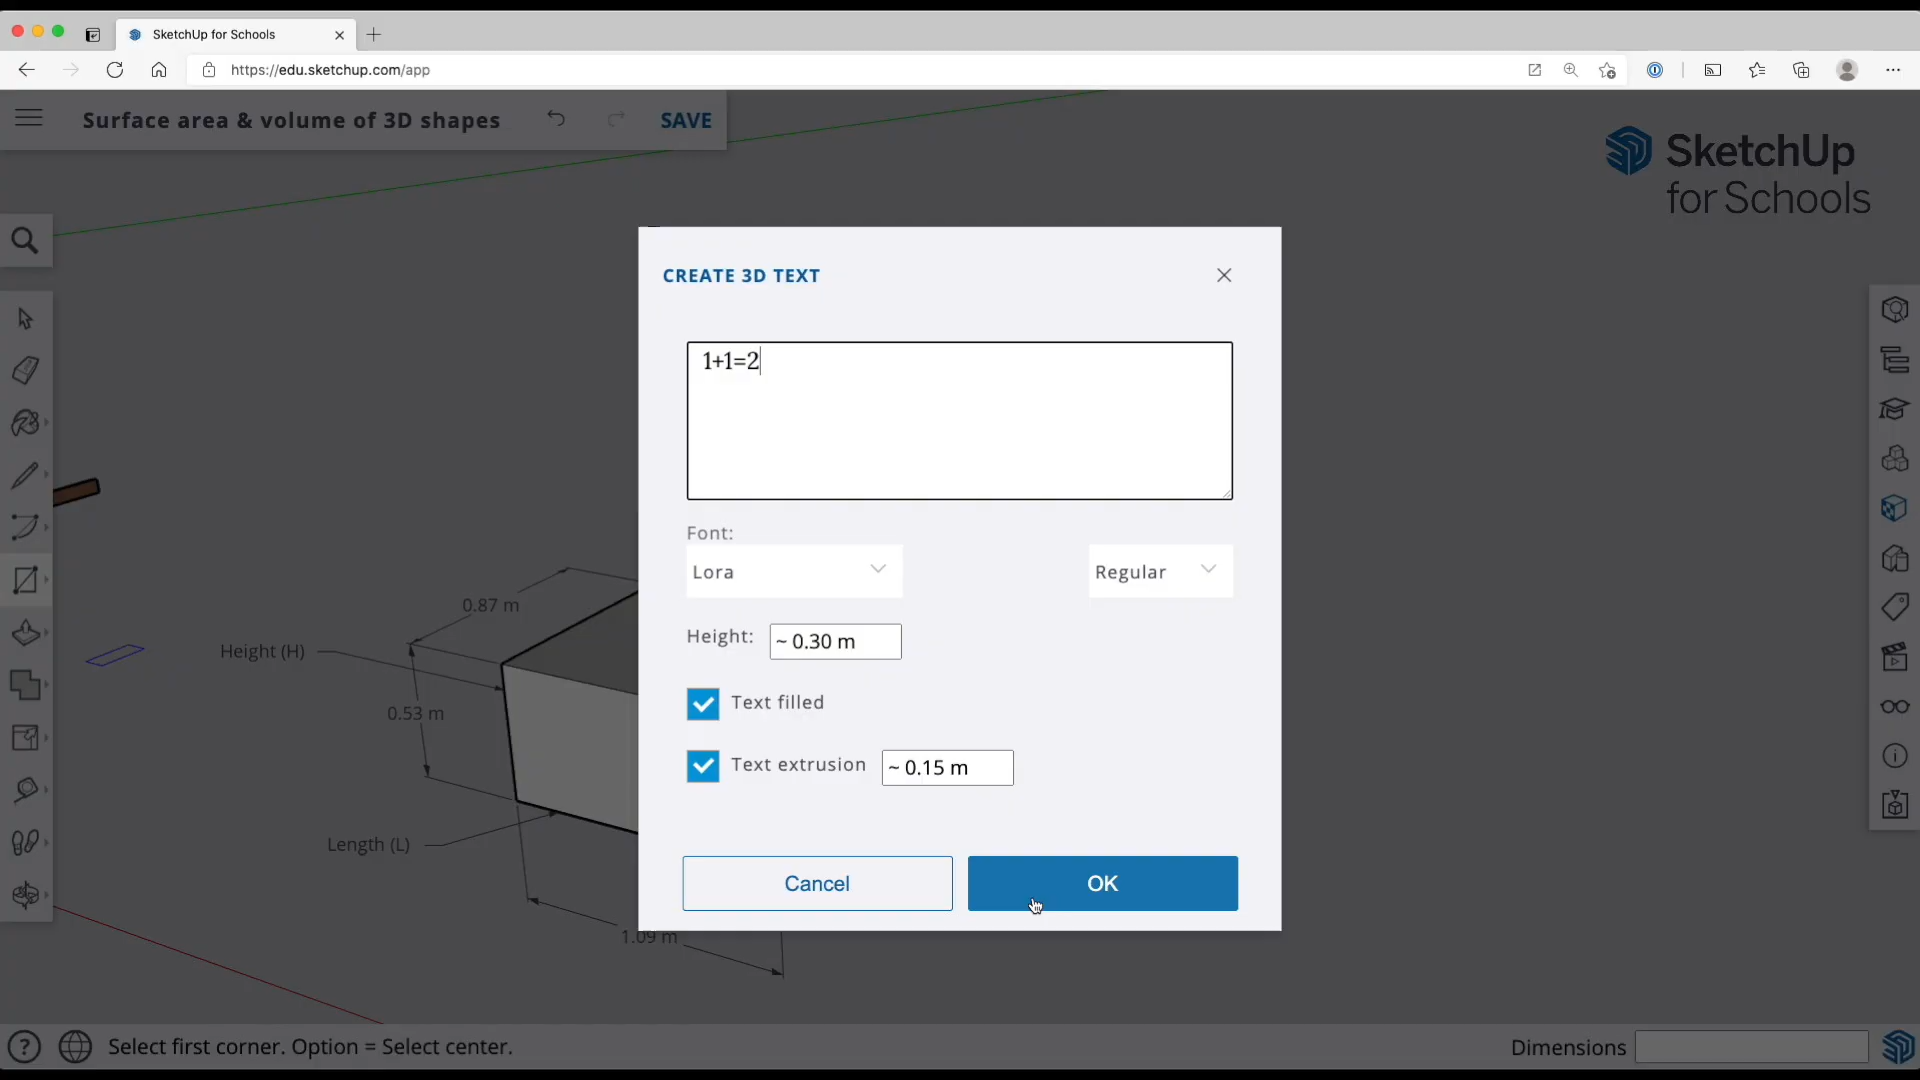 SketchUp for Schools
https://edu.sketchup.com/app
Surface area & volume of 3D shapes
SAVE
SketchUp
for Schools
CREATE 3D TEXT
1+1=2
Font:
Lora
Regular
Height:
~ 0.30 m
Text filled
Text extrusion
~ 0.15 m
Cancel
OK
0.87 m
Height (H)
0.53 m
Length (L)
1.09 m
Select first corner. Option = Select center.
Dimensions